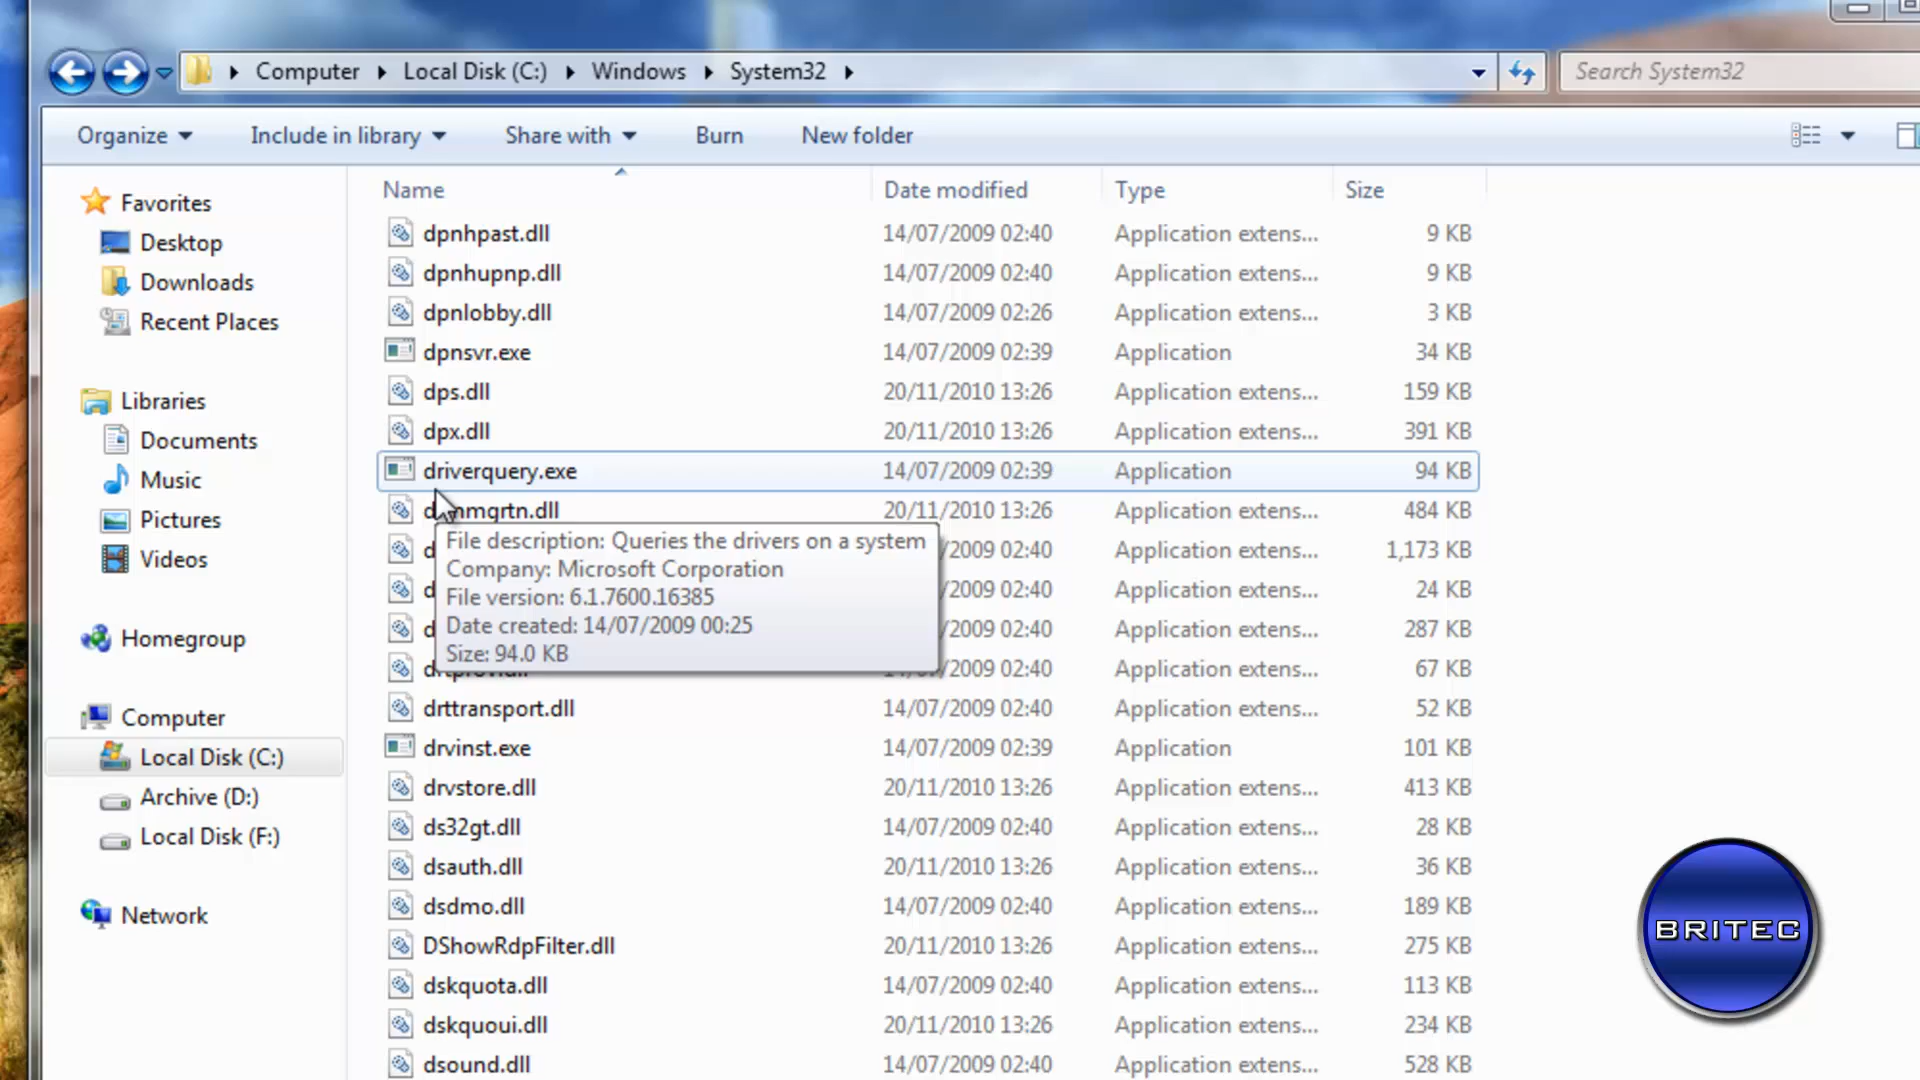 Computer Local Disk (C:) Windows System32
Search System32
Organize Include in library Share with Burn New folder
Name Date modified Type Size
Favorites
Desktop
Downloads
Recent Places
Libraries
Documents
Music
Pictures
Videos
Homegroup
Computer
Local Disk (C:)
Archive (D:)
Local Disk (F:)
Network
dpnhpast.dll 14/07/2009 02:40 Application extens... 9 KB
dpnhupnp.dll 14/07/2009 02:40 Application extens... 9 KB
dpnlobby.dll 14/07/2009 02:26 Application extens... 3 KB
dpnsvr.exe 14/07/2009 02:39 Application 34 KB
dps.dll 20/11/2010 13:26 Application extens... 159 KB
dpx.dll 20/11/2010 13:26 Application extens... 391 KB
driverquery.exe 14/07/2009 02:39 Application 94 KB
20/11/2010 13:26 Application extens... 484 KB
/2009 02:40 Application extens... 1,173 KB
/2009 02:40 Application extens... 24 KB
/2009 02:40 Application extens... 287 KB
/2009 02:40 Application extens... 67 KB
File description: Queries the drivers on a system
Company: Microsoft Corporation
File version: 6.1.7600.16385
Date created: 14/07/2009 00:25
Size: 94.0 KB
drttransport.dll 14/07/2009 02:40 Application extens... 52 KB
drvinst.exe 14/07/2009 02:39 Application 101 KB
drvstore.dll 20/11/2010 13:26 Application extens... 413 KB
ds32gt.dll 14/07/2009 02:40 Application extens... 28 KB
dsauth.dll 20/11/2010 13:26 Application extens... 36 KB
dsdmo.dll 14/07/2009 02:40 Application extens... 189 KB
DShowRdpFilter.dll 20/11/2010 13:26 Application extens... 275 KB
dskquota.dll 14/07/2009 02:40 Application extens... 113 KB
dskquoui.dll 20/11/2010 13:26 Application extens... 234 KB
dsound.dll 14/07/2009 02:40 Application extens... 528 KB
BRITEC